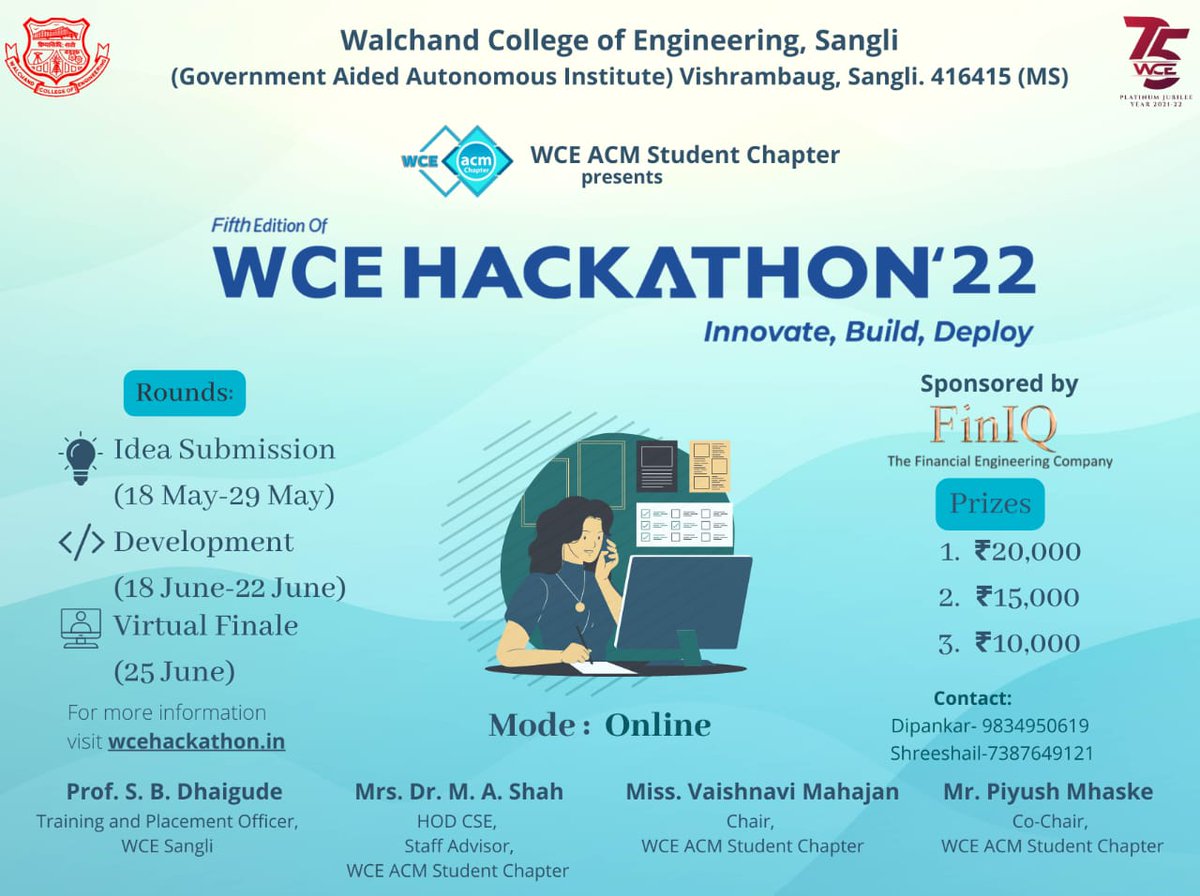 Walchand College of Engineering, Sangli
(Government Aided Autonomous Institute) Vishrambaug, Sangli. 416415 (MS)
WALCHAND COLLEGE OF ENGINEERING
75
WCE
PLATINUM JUBILEE
YEAR 2021-22
WCE acm
Chapter
WCE ACM Student Chapter
presents
Fifth Edition Of
WCE HACKATHON‘22
Innovate, Build, Deploy
Rounds:
Idea Submission
(18 May-29 May)
</> Development
(18 June-22 June)
Virtual Finale
(25 June)
For more information
visit wcehackathon.in
Mode : Online
Sponsored by
FinIQ
The Financial Engineering Company
Prizes
1. ₹20,000
2. ₹15,000
3. ₹10,000
Contact:
Dipankar- 9834950619
Shreeshail-7387649121
Prof. S. B. Dhaigude
Training and Placement Officer,
WCE Sangli
Mrs. Dr. M. A. Shah
HOD CSE,
Staff Advisor,
WCE ACM Student Chapter
Miss. Vaishnavi Mahajan
Chair,
WCE ACM Student Chapter
Mr. Piyush Mhaske
Co-Chair,
WCE ACM Student Chapter